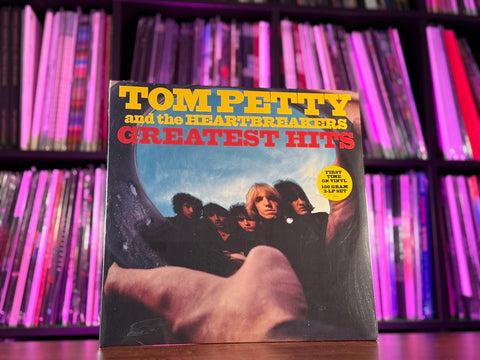 TOM PETTY
and the HEARTBREAKERS
GREATEST HITS
FIRST
TIME
ON VINYL
180 GRAM
2-LP SET